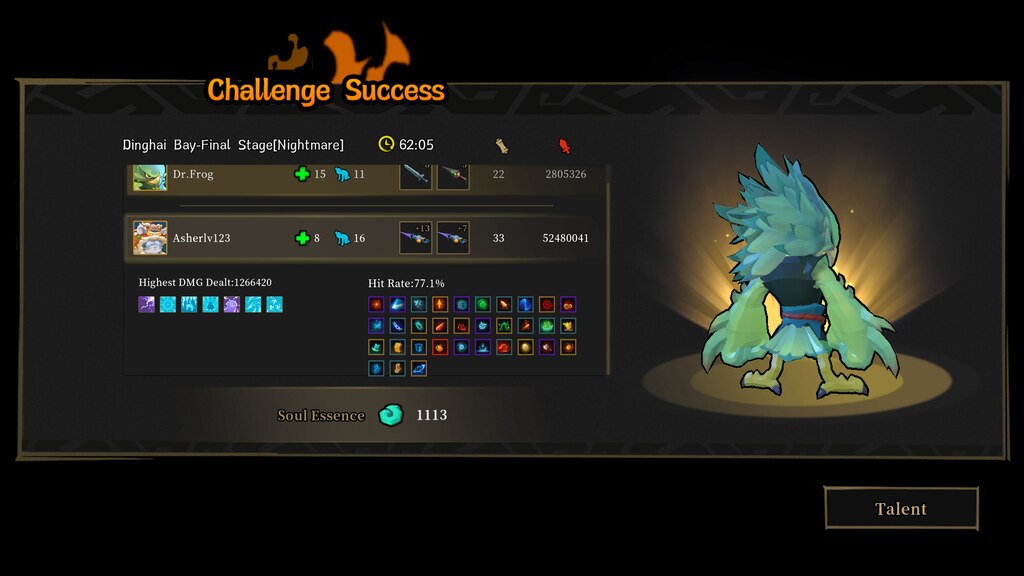 Challenge Success
Dinghai Bay-Final Stage[Nightmare] 62:05
Dr.Frog 15 11 22 2805326
Asherlv123 8 16 +13 +7 33 52480041
Highest DMG Dealt:1266420 Hit Rate:77.1%
Soul Essence 1113
Talent